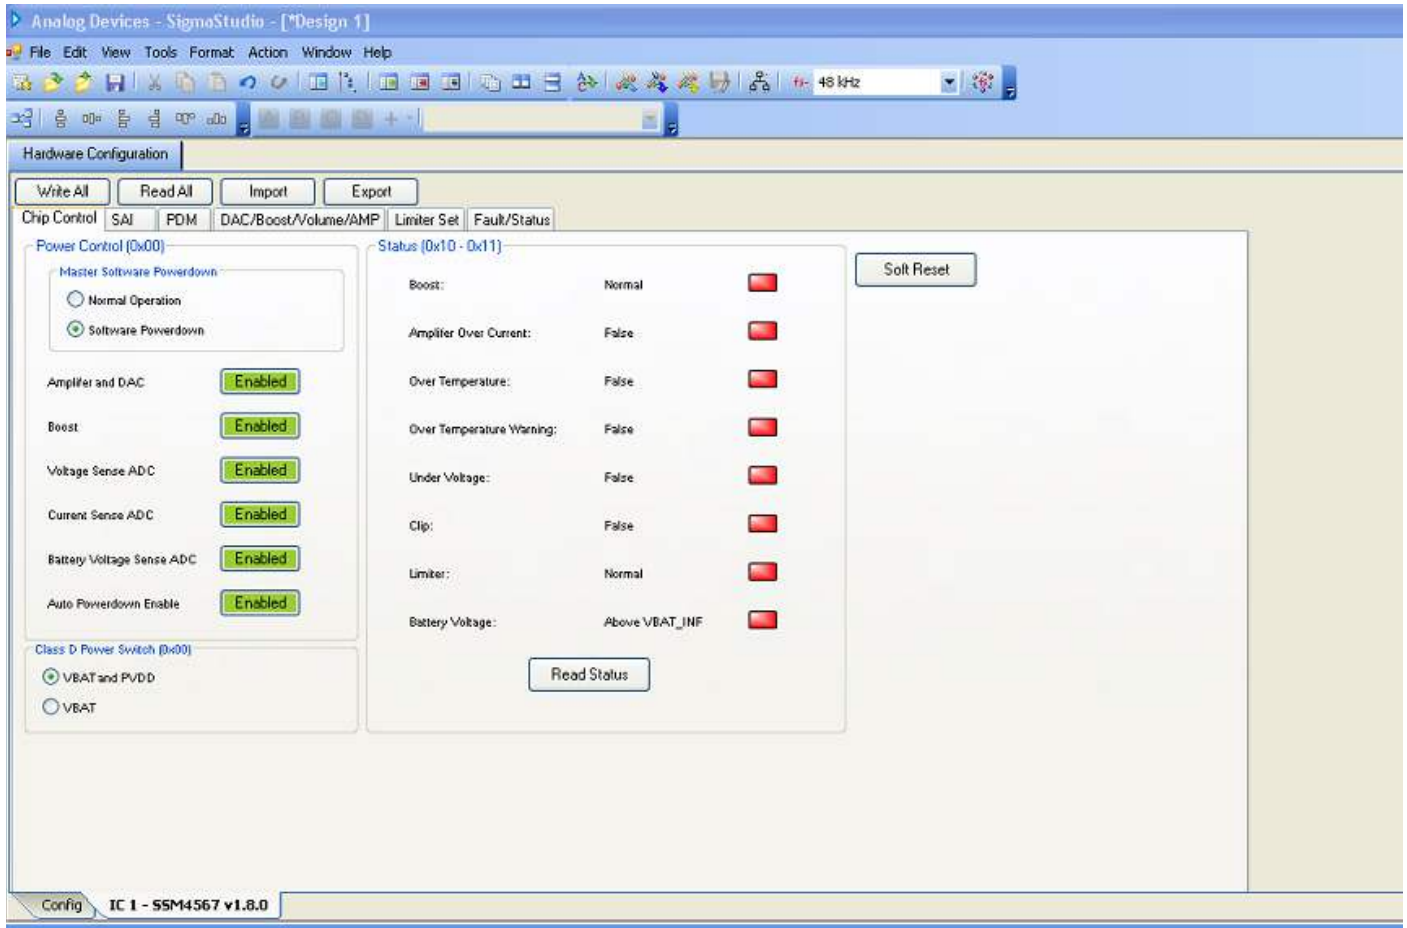 Analog Devices - SigmaStudio - [*Design 1]
File Edit View Tools Format Action Window Help
48 kHz
Hardware Configuration
Write All Read All Import Export
Chip Control SAI PDM DAC/Boost/Volume/AMP Limiter Set Fault/Status
Power Control (0x00)
Master Software Powerdown
Normal Operation
Software Powerdown
Amplifer and DAC Enabled
Boost Enabled
Voltage Sense ADC Enabled
Current Sense ADC Enabled
Battery Voltage Sense ADC Enabled
Auto Powerdown Enable Enabled
Class D Power Switch (0x00)
VBAT and PVDD
VBAT
Status (0x10 - 0x11)
Boost: Normal
Amplifer Over Current: False
Over Temperature: False
Over Temperature Warning: False
Under Voltage: False
Clip: False
Limiter: Normal
Battery Voltage: Above VBAT_INF
Read Status
Soft Reset
Config IC 1 - SSM4567 v1.8.0